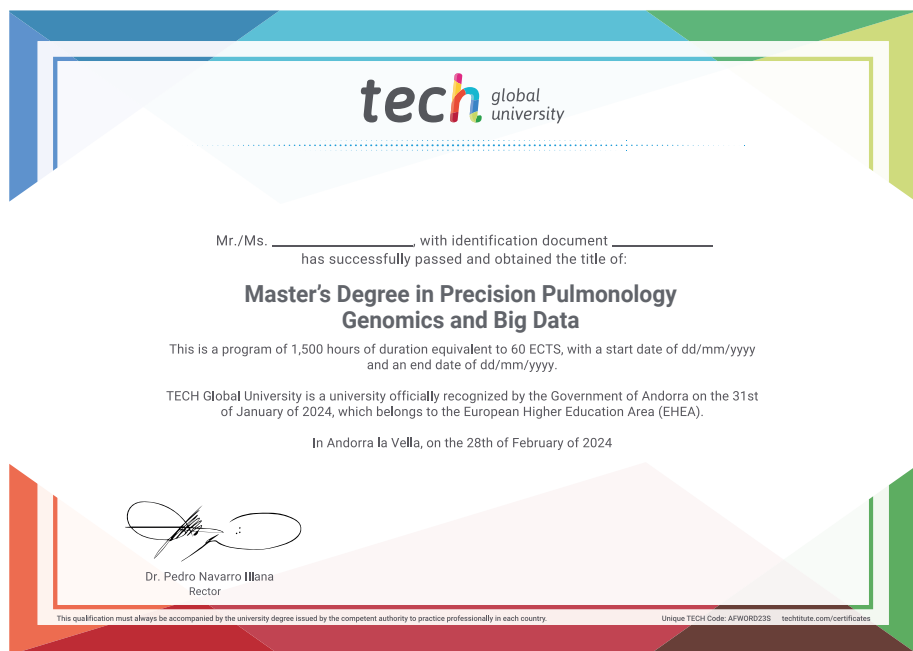 tech global university
Mr./Ms. ______________, with identification document __________
has successfully passed and obtained the title of:
Master's Degree in Precision Pulmonology
Genomics and Big Data
This is a program of 1,500 hours of duration equivalent to 60 ECTS, with a start date of dd/mm/yyyy
and an end date of dd/mm/yyyy.
TECH Global University is a university officially recognized by the Government of Andorra on the 31st
of January of 2024, which belongs to the European Higher Education Area (EHEA).
In Andorra la Vella, on the 28th of February of 2024
Dr. Pedro Navarro Illana
Rector
This qualification must always be accompanied by the university degree issued by the competent authority to practice professionally in each country.
Unique TECH Code: AFWORD23S techtitute.com/certificates